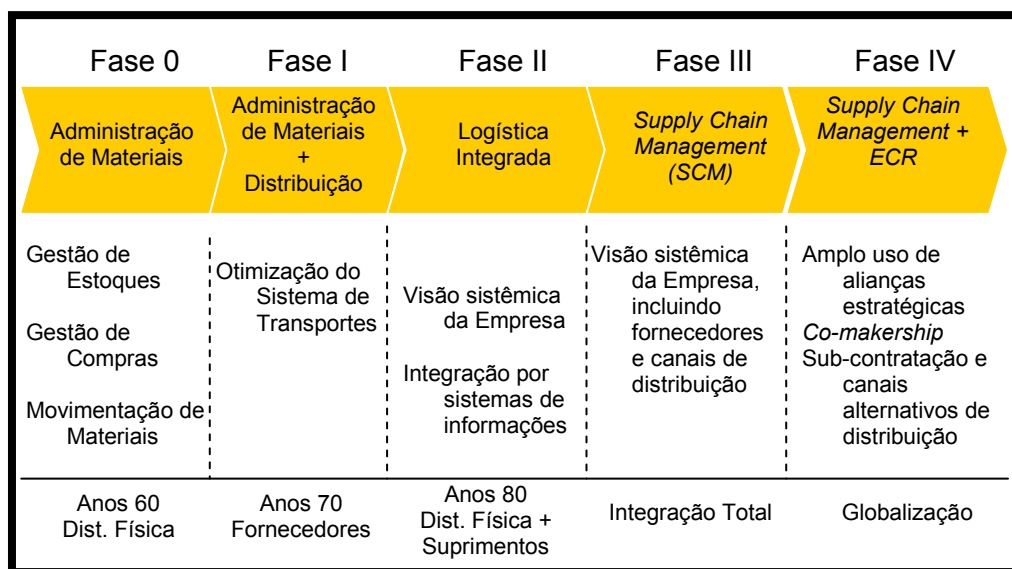 Fase 0
Fase I
Fase II
Fase III
Fase IV
Administração
de Materiais
Administração
de Materiais
+
Distribuição
Logística
Integrada
Supply Chain
Management
(SCM)
Supply Chain
Management +
ECR
Gestão de
Estoques
Gestão de
Compras
Movimentação de
Materiais
Otimização do
Sistema de
Transportes
Visão sistêmica
da Empresa
Integração por
sistemas de
informações
Visão sistêmica
da Empresa,
incluindo
fornecedores
e canais de
distribuição
Amplo uso de
alianças
estratégicas
Co-makership
Sub-contratação e
canais
alternativos de
distribuição
Anos 60
Dist. Física
Anos 70
Fornecedores
Anos 80
Dist. Física +
Suprimentos
Integração Total
Globalização